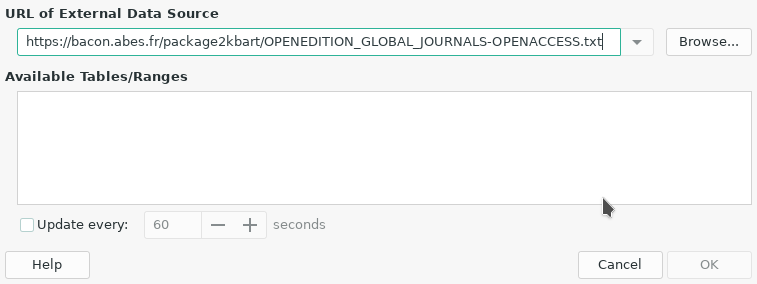 URL of External Data Source
https://bacon.abes.fr/package2kbart/OPENEDITION_GLOBAL_JOURNALS-OPENACCESS.txt
Browse...
Available Tables/Ranges
Update every: 60 seconds
Help Cancel OK